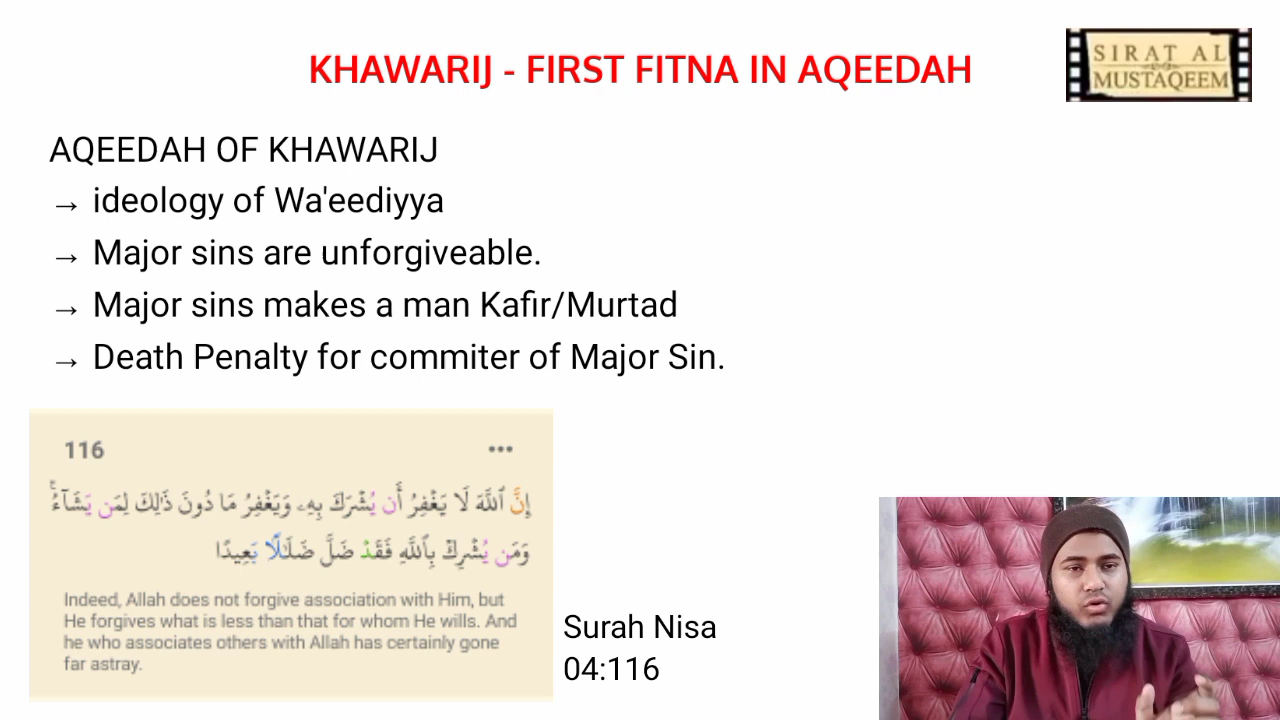 KHAWARIJ - FIRST FITNA IN AQEEDAH
SIRAT AL
MUSTAQEEM
AQEEDAH OF KHAWARIJ
→ ideology of Wa'eediyya
→ Major sins are unforgiveable.
→ Major sins makes a man Kafir/Murtad
→ Death Penalty for commiter of Major Sin.
116
إِنَّ ٱللَّهَ لَا يَغْفِرُ أَن يُشْرَكَ بِهِۦ وَيَغْفِرُ مَا دُونَ ذَٰلِكَ لِمَن يَشَآءُ ۚ
وَمَن يُشْرِكْ بِٱللَّهِ فَقَدْ ضَلَّ ضَلَـٰلًۢا بَعِيدًا
Indeed, Allah does not forgive association with Him, but
He forgives what is less than that for whom He wills. And
he who associates others with Allah has certainly gone
far astray.
Surah Nisa
04:116